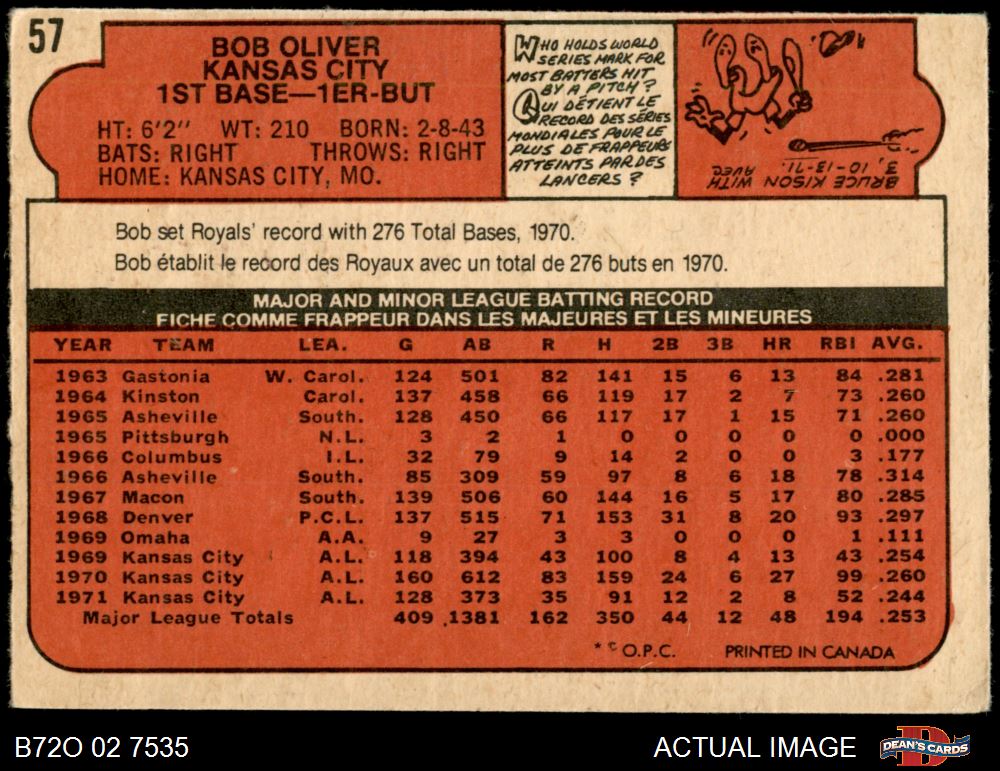 57
BOB OLIVER
KANSAS CITY
1ST BASE—1ER-BUT
HT: 6'2" WT: 210 BORN: 2-8-43
BATS: RIGHT THROWS: RIGHT
HOME: KANSAS CITY, MO.
WHO HOLDS WORLD
SERIES MARK FOR
MOST BATTERS HIT
BY A PITCH?
QUI DÉTIENT LE
RECORD DES SÉRIES
MONDIALES POUR LE
PLUS DE FRAPPEURS
ATTEINTS PAR DES
LANCERS?
BRUCE KISON WITH AVEC
3, 10-13-71.
Bob set Royals' record with 276 Total Bases, 1970.
Bob établit le record des Royaux avec un total de 276 buts en 1970.
MAJOR AND MINOR LEAGUE BATTING RECORD
FICHE COMME FRAPPEUR DANS LES MAJEURES ET LES MINEURES
YEAR TEAM LEA. G AB R H 2B 3B HR RBI AVG.
1963 Gastonia W. Carol. 124 501 82 141 15 6 13 84 .281
1964 Kinston Carol. 137 458 66 119 17 2 7 73 .260
1965 Asheville South. 128 450 66 117 17 1 15 71 .260
1965 Pittsburgh N.L. 3 2 1 0 0 0 0 0 .000
1966 Columbus I.L. 32 79 9 14 2 0 0 3 .177
1966 Asheville South. 85 309 59 97 8 6 18 78 .314
1967 Macon South. 139 506 60 144 16 5 17 80 .285
1968 Denver P.C.L. 137 515 71 153 31 8 20 93 .297
1969 Omaha A.A. 9 27 3 3 0 0 0 1 .111
1969 Kansas City A.L. 118 394 43 100 8 4 13 43 .254
1970 Kansas City A.L. 160 612 83 159 24 6 27 99 .260
1971 Kansas City A.L. 128 373 35 91 12 2 8 52 .244
Major League Totals 409 1381 162 350 44 12 48 194 .253
*© O.P.C. PRINTED IN CANADA
B72O 02 7535 ACTUAL IMAGE DEAN'S CARDS